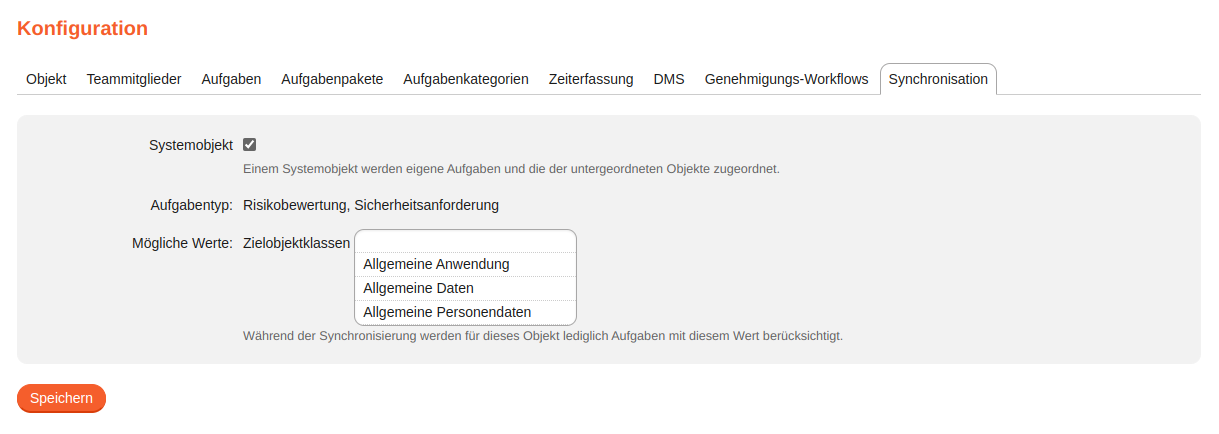 Konfiguration
Objekt Teammitglieder Aufgaben Aufgabenpakete Aufgabenkategorien Zeiterfassung DMS Genehmigungs-Workflows Synchronisation
Systemobjekt
Einem Systemobjekt werden eigene Aufgaben und die der untergeordneten Objekte zugeordnet.
Aufgabentyp: Risikobewertung, Sicherheitsanforderung
Mögliche Werte: Zielobjektklassen
Allgemeine Anwendung
Allgemeine Daten
Allgemeine Personendaten
Während der Synchronisierung werden für dieses Objekt lediglich Aufgaben mit diesem Wert berücksichtigt.
Speichern